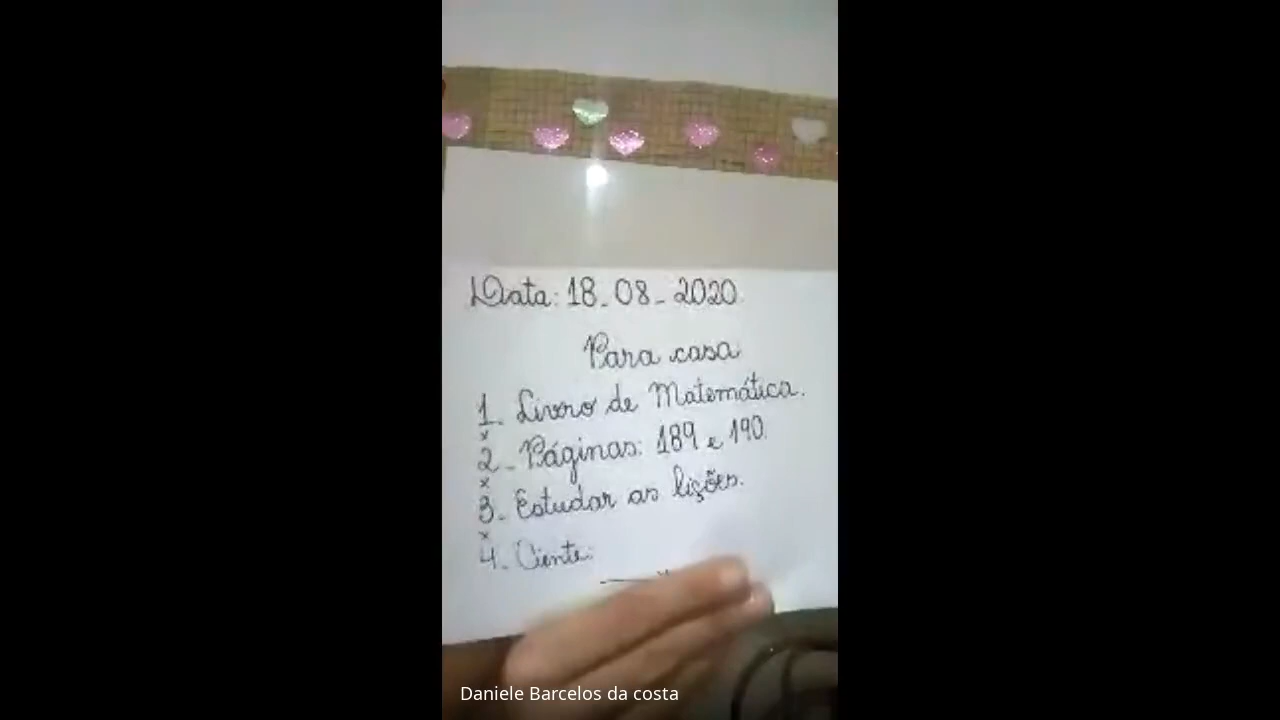 Data: 18-08-2020.
Para casa
1- Livro de Matemática.
x
2- Páginas: 189 e 190.
x
3- Estudar as lições.
x
4- Ciente:
x
Daniele Barcelos da costa